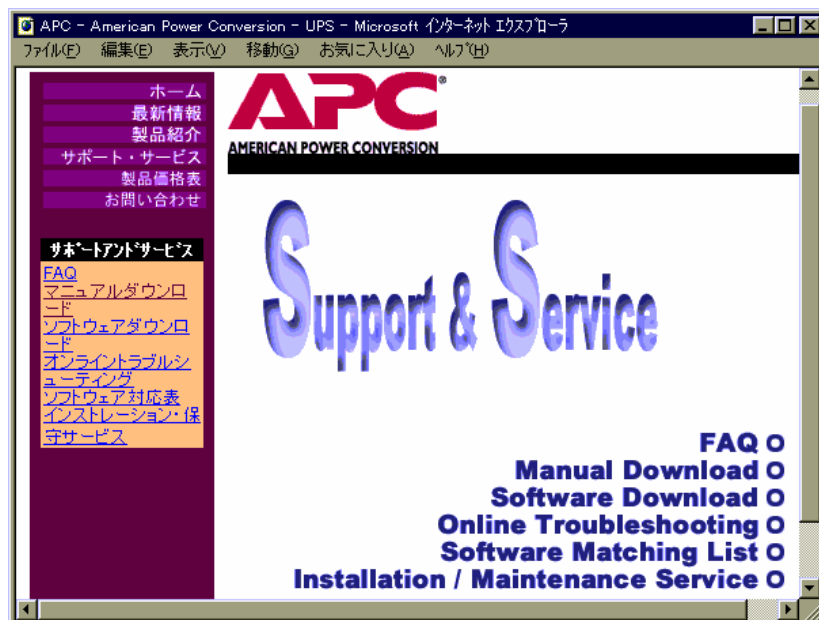 APC - American Power Conversion - UPS - Microsoft インターネット エクスプローラ
ファイル(F) 編集(E) 表示(V) 移動(G) お気に入り(A) ヘルプ(H)
ホーム
最新情報
製品紹介
サポート・サービス
製品価格表
お問い合わせ
サポートアンドサービス
FAQ
マニュアルダウンロ
ード
ソフトウェアダウンロ
ード
オンライントラブルシ
ューティング
ソフトウェア対応表
インストレーション・保
守サービス
APC®
AMERICAN POWER CONVERSION
Support & Service
FAQ
Manual Download
Software Download
Online Troubleshooting
Software Matching List
Installation / Maintenance Service